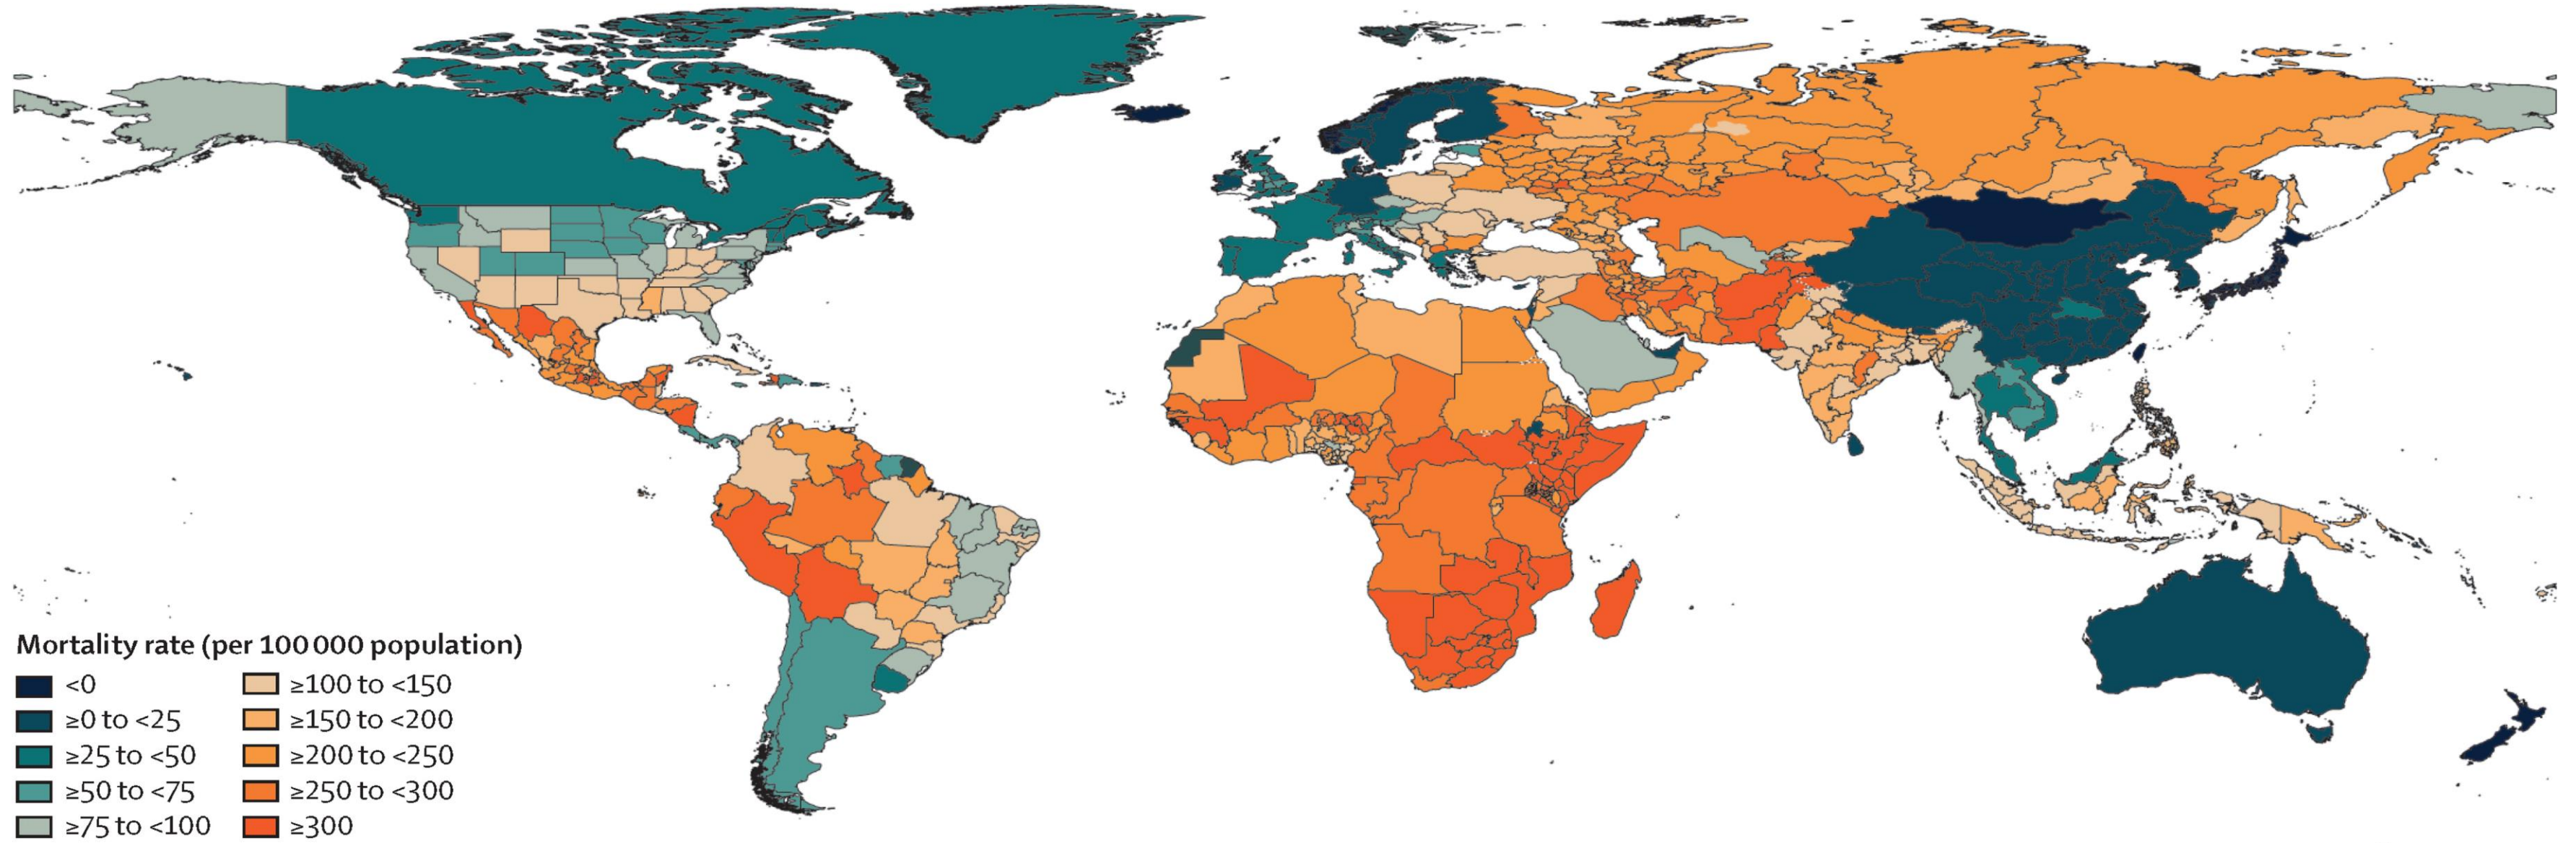 Mortality rate (per 100 000 population)
<0
≥0 to <25
≥25 to <50
≥50 to <75
≥75 to <100
≥100 to <150
≥150 to <200
≥200 to <250
≥250 to <300
≥300